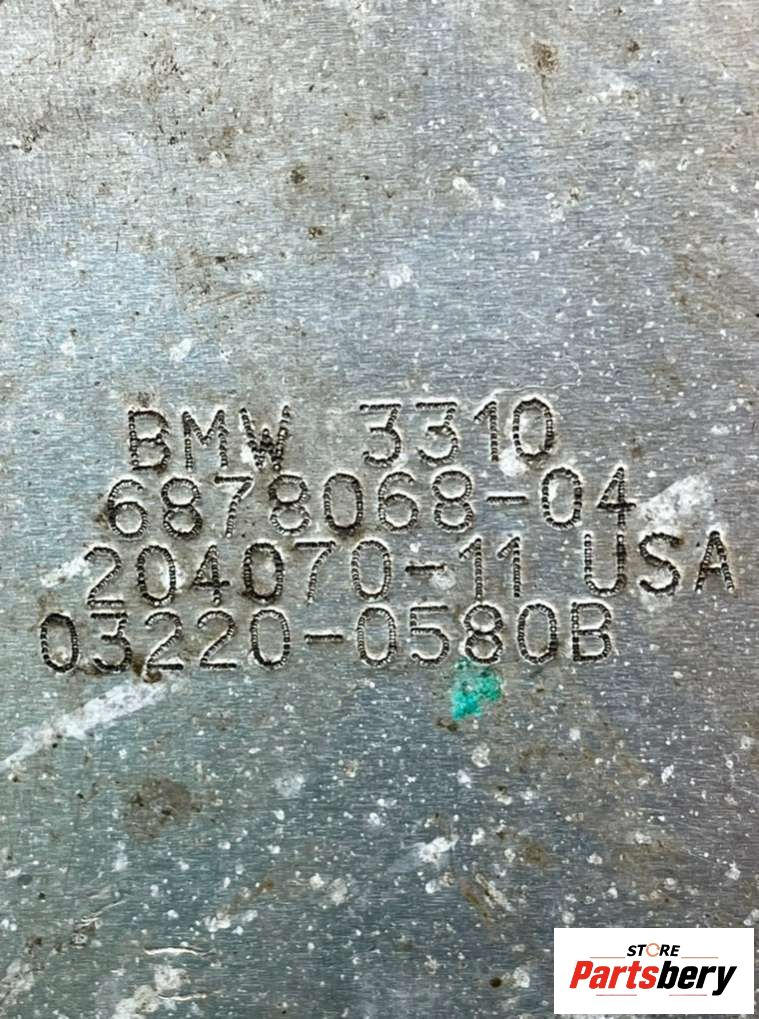 BMW 3310
6878068-04
204070-11 USA
03220-0580B
STORE
Partsbery